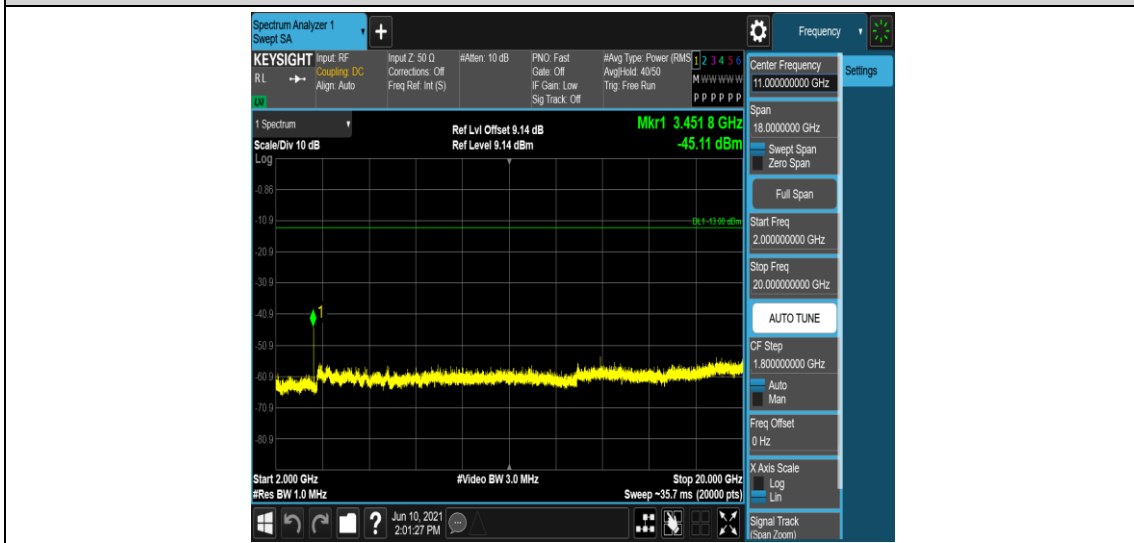 Spectrum Analyzer 1
Swept SA
+
Frequency
KEYSIGHT
RL
LXI
Input: RF
Coupling: DC
Align: Auto
Input Z: 50 Ω
Corrections: Off
Freq Ref: Int (S)
#Atten: 10 dB
PNO: Fast
Gate: Off
IF Gain: Low
Sig Track: Off
#Avg Type: Power (RMS
Avg|Hold: 40/50
Trig: Free Run
1 2 3 4 5 6
M W W W W W
P P P P P P
Center Frequency
11.000000000 GHz
Settings
1 Spectrum
Scale/Div 10 dB
Ref Lvl Offset 9.14 dB
Ref Level 9.14 dBm
Mkr1 3.451 8 GHz
-45.11 dBm
Log
-0.86
-10.9
-20.9
-30.9
-40.9
-50.9
-60.9
-70.9
-80.9
DL1 -13.00 dBm
1
Start 2.000 GHz
#Res BW 1.0 MHz
#Video BW 3.0 MHz
Stop 20.000 GHz
Sweep ~35.7 ms (20000 pts)
Span
18.0000000 GHz
Swept Span
Zero Span
Full Span
Start Freq
2.000000000 GHz
Stop Freq
20.000000000 GHz
AUTO TUNE
CF Step
1.800000000 GHz
Auto
Man
Freq Offset
0 Hz
X Axis Scale
Log
Lin
Signal Track
(Span Zoom)
?
Jun 10, 2021
2:01:27 PM